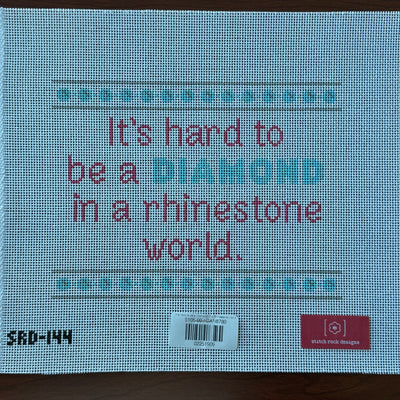 It's hard to
be a DIAMOND
in a rhinestone
world.
SRD-144
stitch rock designs